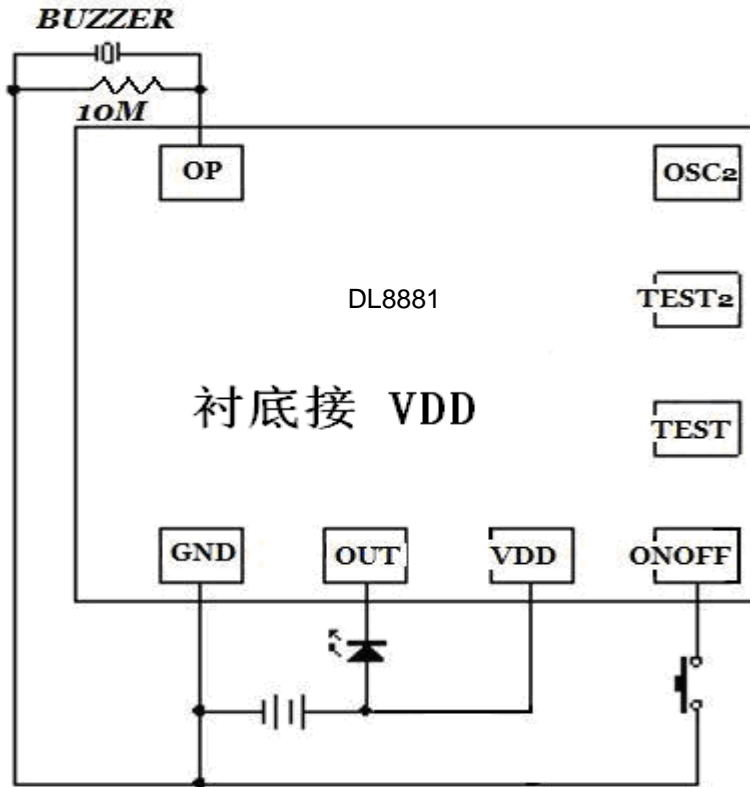 BUZZER
10M
OP
OSC2
DL8881
TEST2
衬底接 VDD
TEST
GND
OUT
VDD
ONOFF